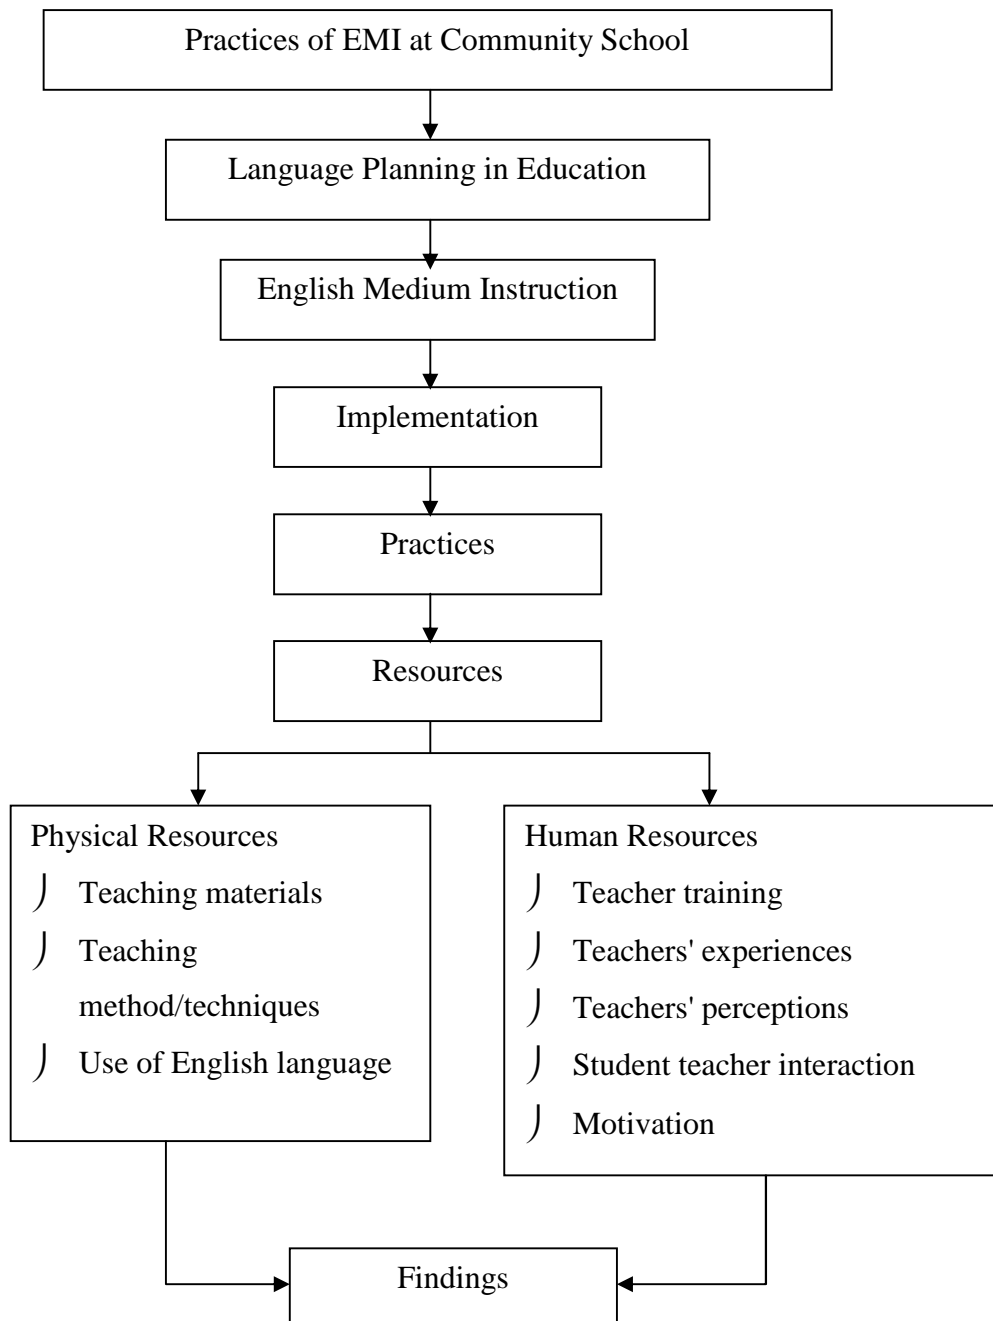 Practices of EMI at Community School
Language Planning in Education
English Medium Instruction
Implementation
Practices
Resources
Physical Resources
Teaching materials
Teaching
method/techniques
Use of English language
Human Resources
Teacher training
Teachers' experiences
Teachers' perceptions
Student teacher interaction
Motivation
Findings